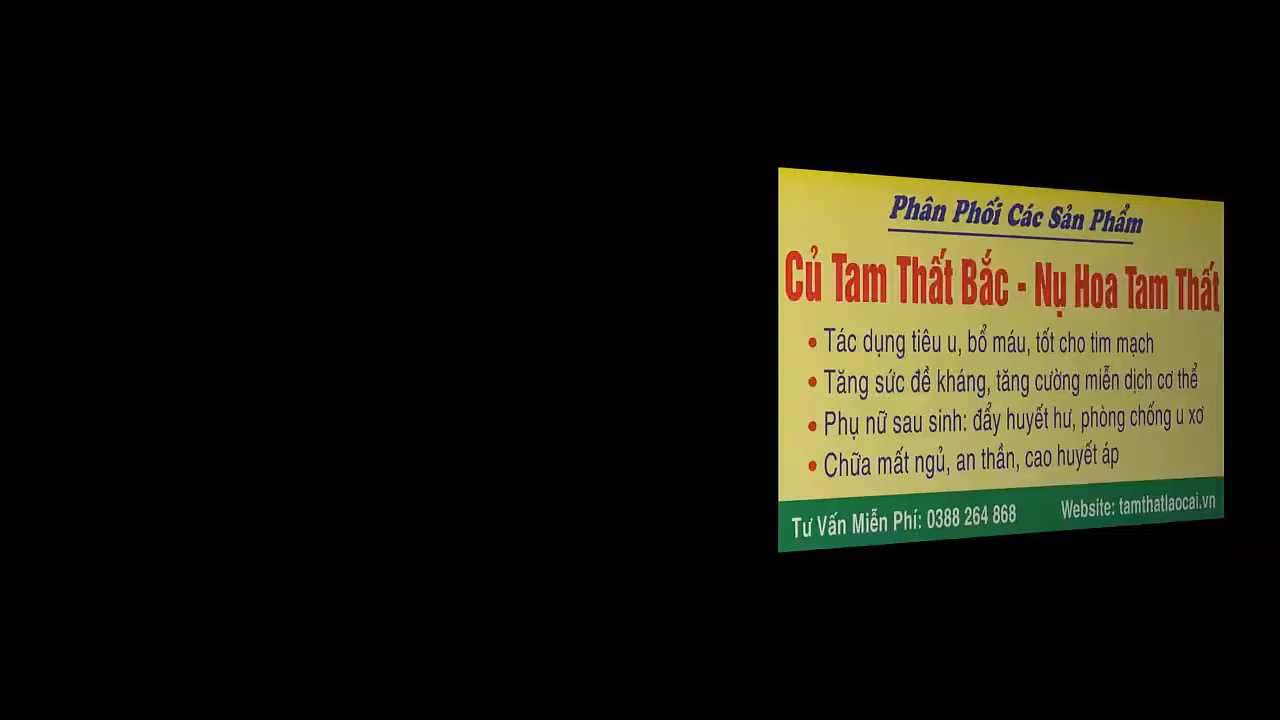 Phân Phối Các Sản Phẩm
Củ Tam Thất Bắc - Nụ Hoa Tam Thất
• Tác dụng tiêu u, bổ máu, tốt cho tim mạch
• Tăng sức đề kháng, tăng cường miễn dịch cơ thể
• Phụ nữ sau sinh: đẩy huyết hư, phòng chống u xơ
• Chữa mất ngủ, an thần, cao huyết áp
Tư Vấn Miễn Phí: 0388 264 868
Website: tamthatlaocai.vn